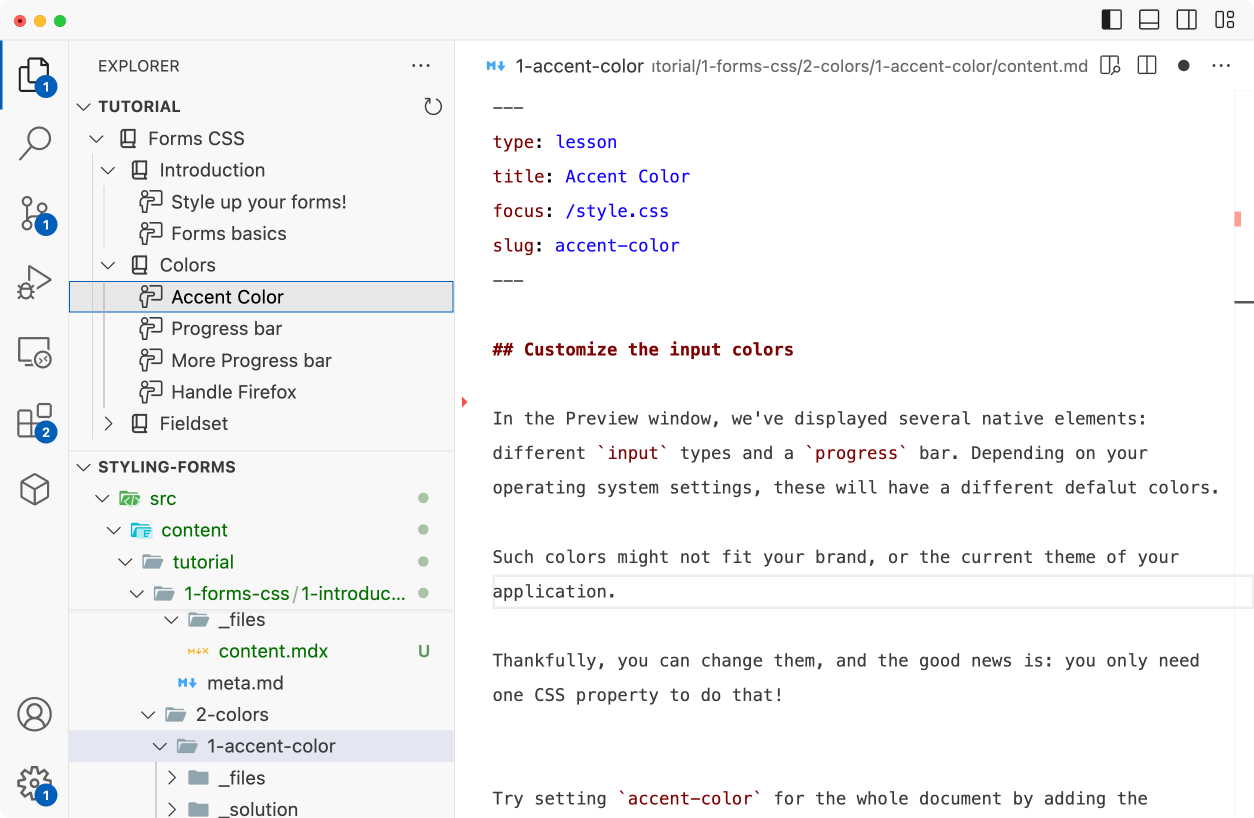 EXPLORER
TUTORIAL
Forms CSS
Introduction
Style up your forms!
Forms basics
Colors
Accent Color
Progress bar
More Progress bar
Handle Firefox
Fieldset
STYLING-FORMS
src
content
tutorial
1-forms-css/1-introduc...
_files
content.mdx U
meta.md
2-colors
1-accent-color
_files
_solution
1
1
2
1
1-accent-color torial/1-forms-css/2-colors/1-accent-color/content.md
---
type: lesson
title: Accent Color
focus: /style.css
slug: accent-color
---
## Customize the input colors
In the Preview window, we've displayed several native elements:
different `input` types and a `progress` bar. Depending on your
operating system settings, these will have a different defalut colors.
Such colors might not fit your brand, or the current theme of your
application.
Thankfully, you can change them, and the good news is: you only need
one CSS property to do that!
Try setting `accent-color` for the whole document by adding the